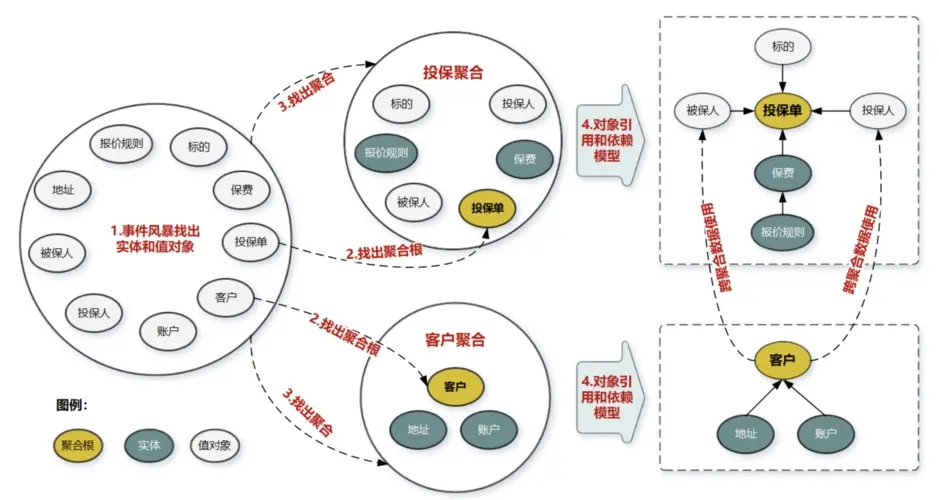 报价规则
标的
地址
保费
1.事件风暴找出
实体和值对象
被保人
投保单
客户
投保人
账户
图例：
聚合根
实体
值对象
3.找出聚合
2.找出聚合根
2.找出聚合根
3.找出聚合
投保聚合
标的
投保人
报价规则
保费
被保人
投保单
客户聚合
客户
地址
账户
4.对象引
用和依赖
模型
4.对象引
用和依赖
模型
标的
被保人
投保单
投保人
保费
报价规则
跨聚合数据使用
跨聚合数据使用
客户
地址
账户